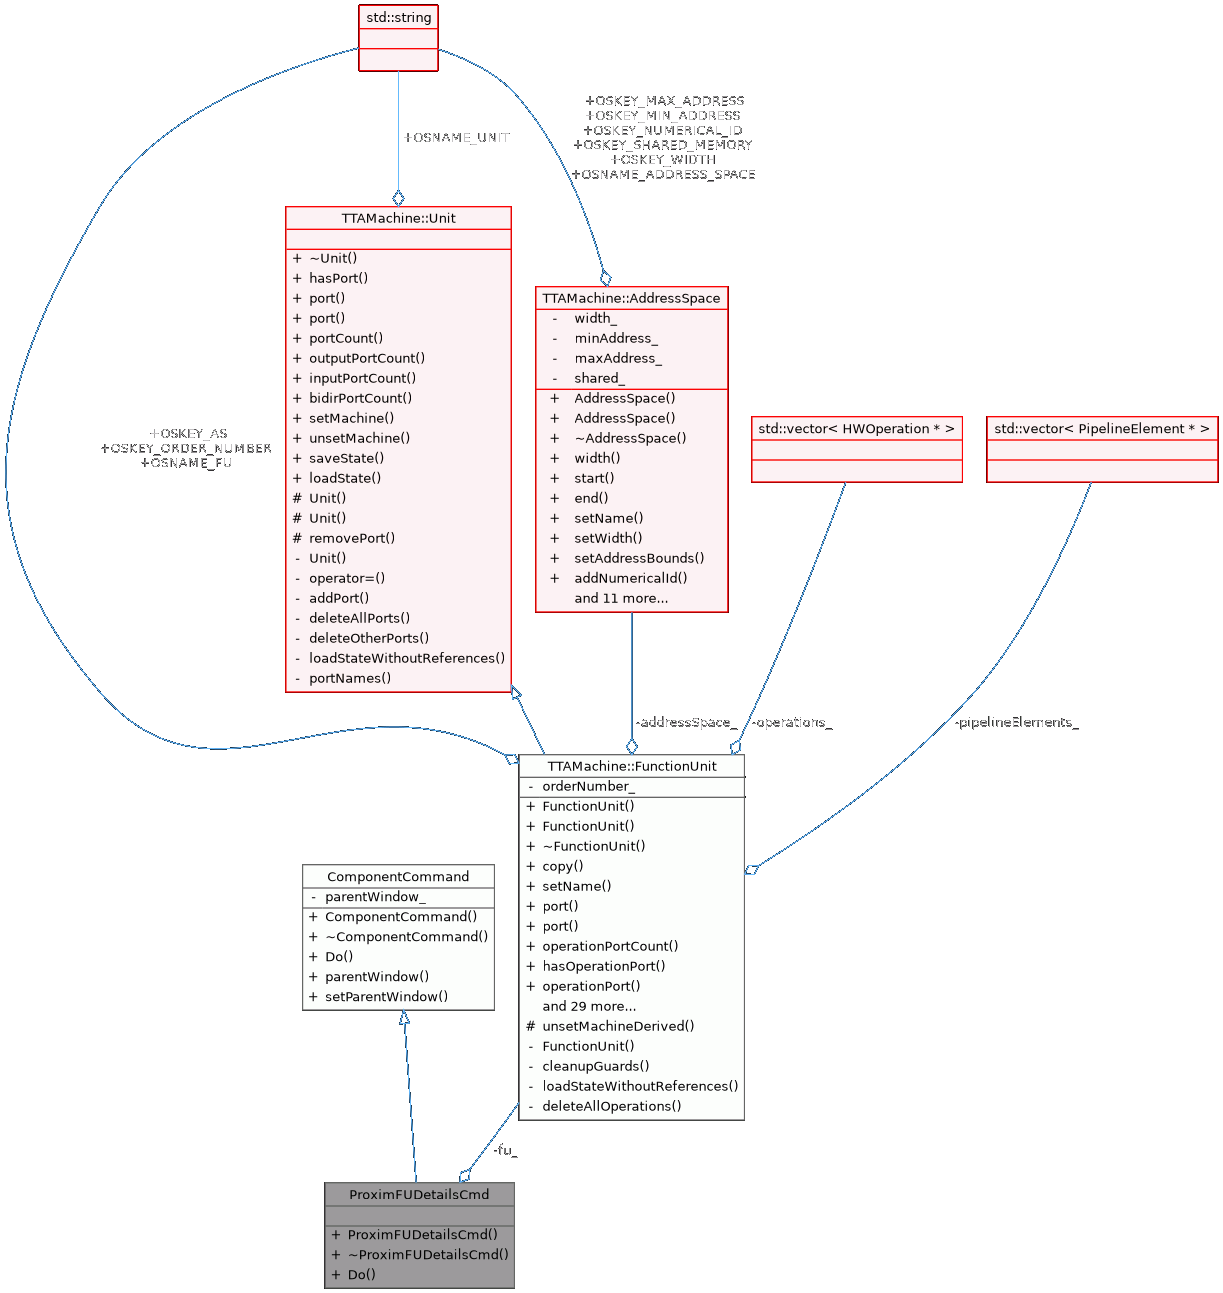 std::string
+OSKEY_MAX_ADDRESS
+OSKEY_MIN_ADDRESS
+OSKEY_NUMERICAL_ID
+OSKEY_SHARED_MEMORY
+OSKEY_WIDTH
+OSNAME_ADDRESS_SPACE
+OSNAME_UNIT
TTAMachine::Unit
+ ~Unit()
+ hasPort()
+ port()
+ port()
+ portCount()
+ outputPortCount()
+ inputPortCount()
+ bidirPortCount()
+ setMachine()
+ unsetMachine()
+ saveState()
+ loadState()
# Unit()
# Unit()
# removePort()
- Unit()
- operator=()
- addPort()
- deleteAllPorts()
- deleteOtherPorts()
- loadStateWithoutReferences()
- portNames()
TTAMachine::AddressSpace
- width_
- minAddress_
- maxAddress_
- shared_
+ AddressSpace()
+ AddressSpace()
+ ~AddressSpace()
+ width()
+ start()
+ end()
+ setName()
+ setWidth()
+ setAddressBounds()
+ addNumericalId()
and 11 more...
std::vector< HWOperation * >
std::vector< PipelineElement * >
+OSKEY_AS
+OSKEY_ORDER_NUMBER
+OSNAME_FU
-addressSpace_
-operations_
-pipelineElements_
TTAMachine::FunctionUnit
- orderNumber_
+ FunctionUnit()
+ FunctionUnit()
+ ~FunctionUnit()
+ copy()
+ setName()
+ port()
+ port()
+ operationPortCount()
+ hasOperationPort()
+ operationPort()
and 29 more...
# unsetMachineDerived()
- FunctionUnit()
- cleanupGuards()
- loadStateWithoutReferences()
- deleteAllOperations()
ComponentCommand
- parentWindow_
+ ComponentCommand()
+ ~ComponentCommand()
+ Do()
+ parentWindow()
+ setParentWindow()
-fu_
ProximFUDetailsCmd
+ ProximFUDetailsCmd()
+ ~ProximFUDetailsCmd()
+ Do()